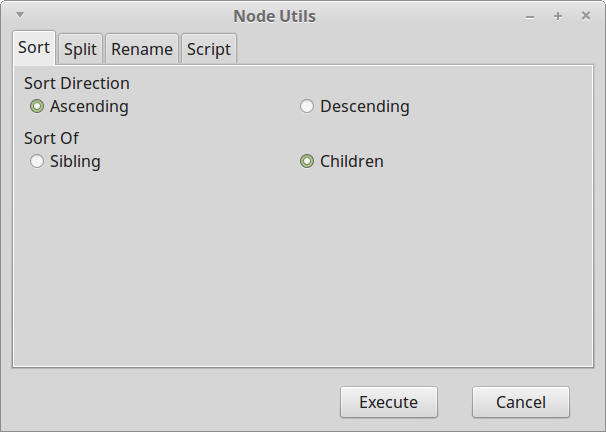 Node Utils
Sort Split Rename Script
Sort Direction
Ascending Descending
Sort Of
Sibling Children
Execute Cancel